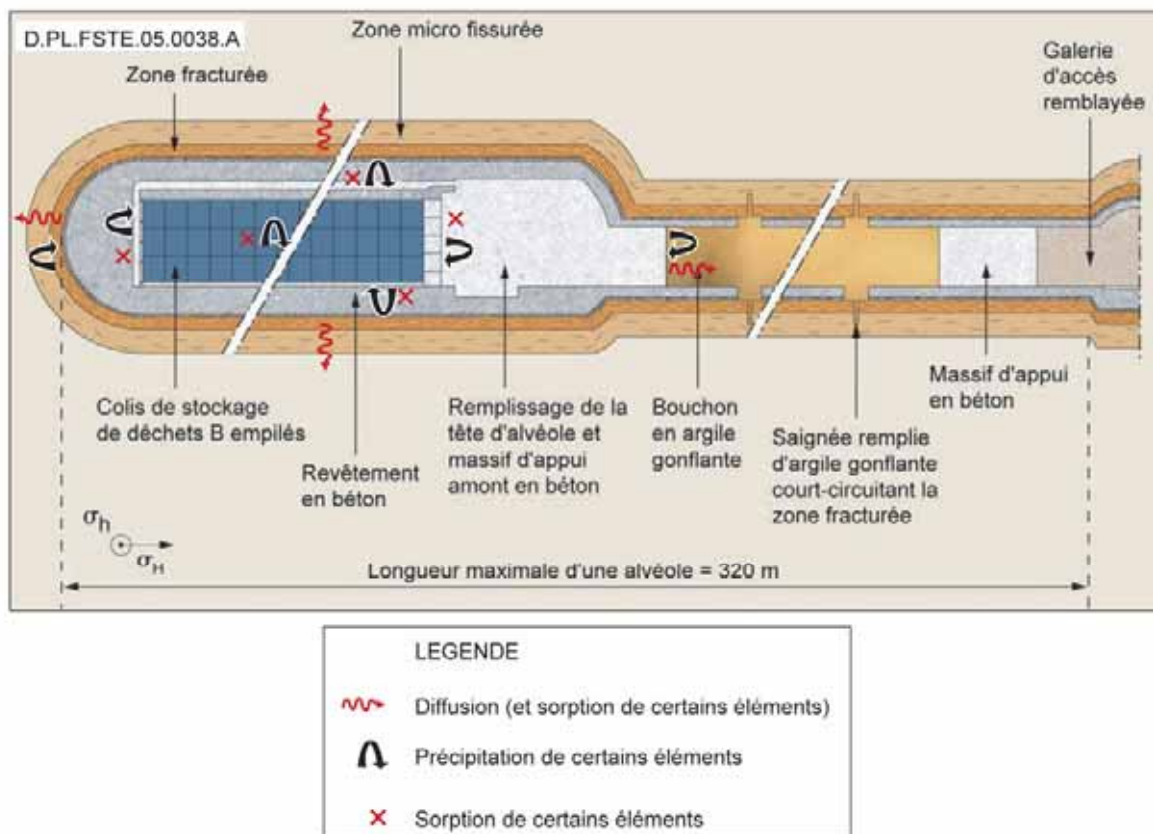 D.PL.FSTE.05.0038.A
Zone micro fissurée
Zone fracturée
Galerie
d'accès
remblayée
Colis de stockage
de déchets B empilés
Revêtement
en béton
Remplissage de la
tête d'alvéole et
massif d'appui
amont en béton
Bouchon
en argile
gonflante
Saignée remplie
d'argile gonflante
court-circuitant la
zone fracturée
Massif d'appui
en béton
σh
σH
Longueur maximale d'une alvéole = 320 m
LEGENDE
Diffusion (et sorption de certains éléments)
Précipitation de certains éléments
Sorption de certains éléments